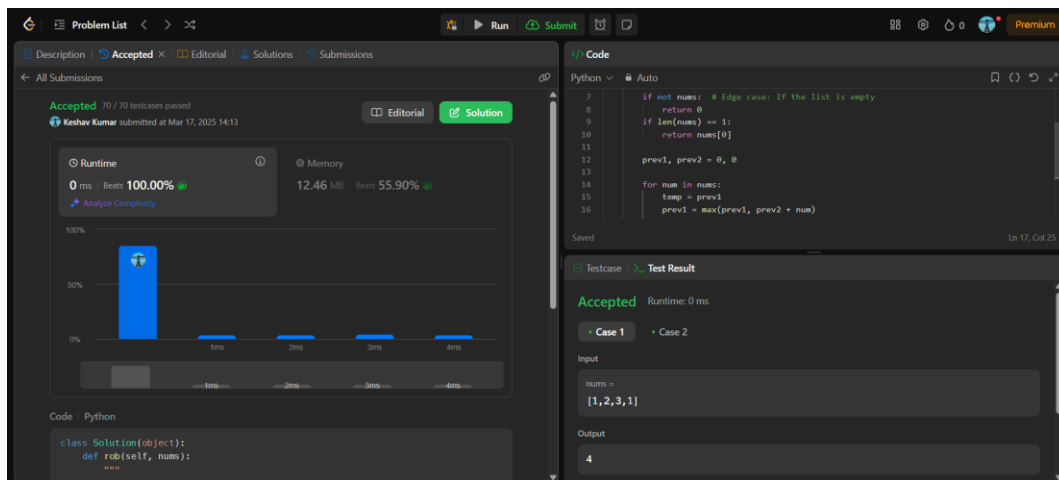 Problem List
Run
Submit
0
Premium
Description
Accepted
Editorial
Solutions
Submissions
All Submissions
Accepted 70 / 70 testcases passed
Keshav Kumar submitted at Mar 17, 2025 14:13
Editorial
Solution
Runtime
0 ms Beats 100.00%
Analyze Complexity
Memory
12.46 MB Beats 55.90%
100%
50%
0%
1ms 2ms 3ms 4ms
1ms 2ms 3ms 4ms
Code | Python
class Solution(object):
def rob(self, nums):
"""
</> Code
Python Auto
7 if not nums: # Edge case: If the list is empty
8 return 0
9 if len(nums) == 1:
10 return nums[0]
11
12 prev1, prev2 = 0, 0
13
14 for num in nums:
15 temp = prev1
16 prev1 = max(prev1, prev2 + num)
Saved
Ln 17, Col 25
Testcase | >_ Test Result
Accepted Runtime: 0 ms
• Case 1 • Case 2
Input
nums =
[1,2,3,1]
Output
4